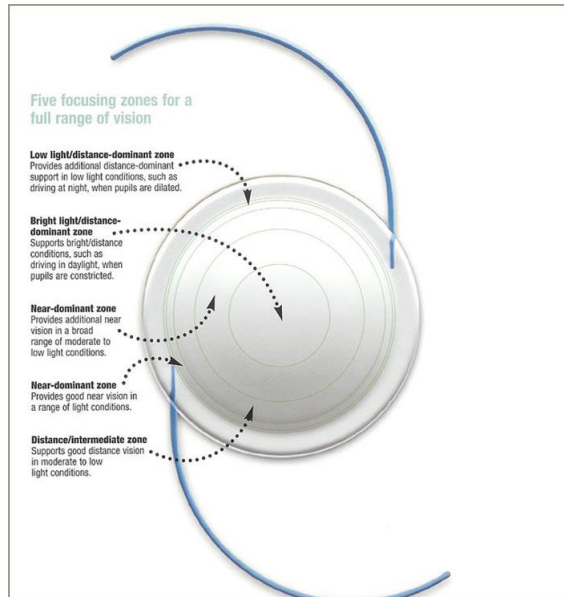 Five focusing zones for a
full range of vision
Low light/distance-dominant zone
Provides additional distance-dominant
support in low light conditions, such as
driving at night, when pupils are dilated.
Bright light/distance-
dominant zone
Supports bright/distance
conditions, such as
driving in daylight, when
pupils are constricted.
Near-dominant zone
Provides additional near
vision in a broad
range of moderate to
low light conditions.
Near-dominant zone
Provides good near vision in
a range of light conditions.
Distance/intermediate zone
Supports good distance vision
in moderate to low
light conditions.